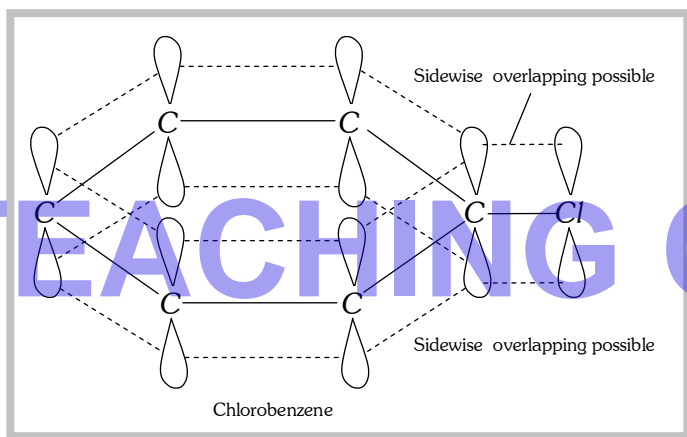 Sidewise overlapping possible
C C
C C Cl
TEACHING
C C
Sidewise overlapping possible
Chlorobenzene